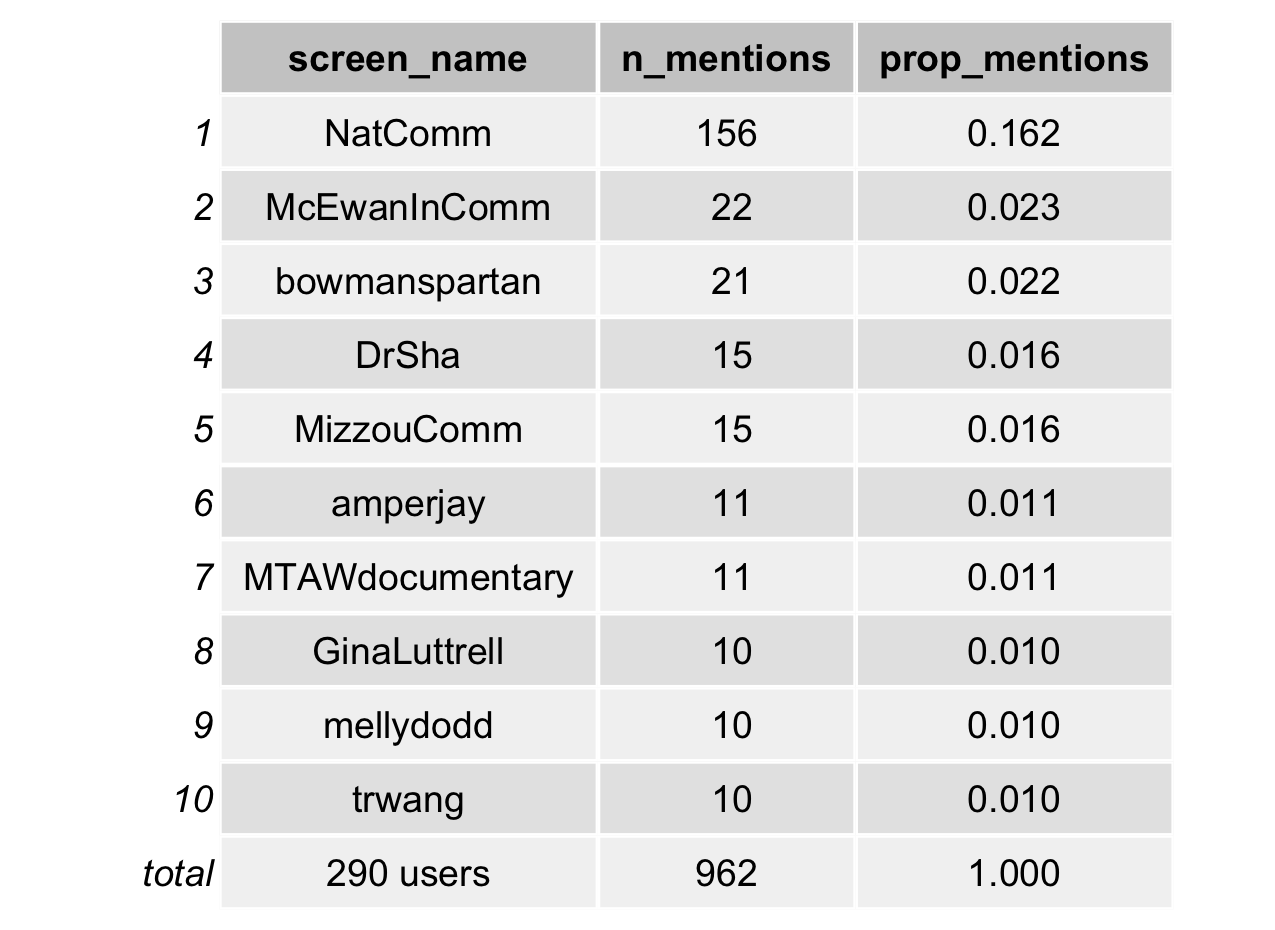 screen_name n_mentions prop_mentions
1 NatComm 156 0.162
2 McEwanInComm 22 0.023
3 bowmanspartan 21 0.022
4 DrSha 15 0.016
5 MizzouComm 15 0.016
6 amperjay 11 0.011
7 MTAWdocumentary 11 0.011
8 GinaLuttrell 10 0.010
9 mellydodd 10 0.010
10 trwang 10 0.010
total 290 users 962 1.000